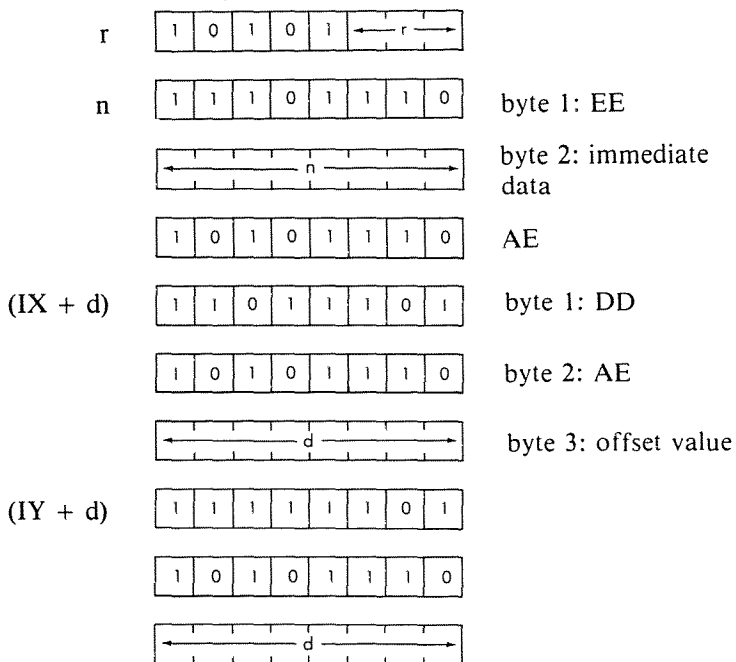 r 1 0 1 0 1 r
n 1 1 1 0 1 1 1 0 byte 1: EE
n byte 2: immediate
data
1 0 1 0 1 1 1 0 AE
(IX + d) 1 1 0 1 1 1 0 1 byte 1: DD
1 0 1 0 1 1 1 0 byte 2: AE
d byte 3: offset value
(IY + d) 1 1 1 1 1 1 0 1
1 0 1 0 1 1 1 0
d